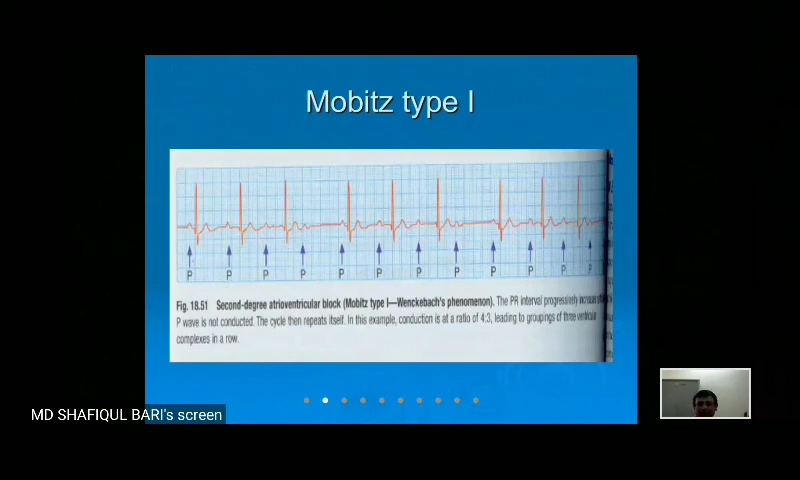 Mobitz type I
P P P P P P P P P P P P
Fig. 18.51 Second-degree atrioventricular block (Mobitz type I—Wenckebach's phenomenon). The PR interval progressively increases
P wave is not conducted. The cycle then repeats itself. In this example, conduction is at a ratio of 4:3, leading to groupings of three ventricular
complexes in a row.
MD SHAFIQUL BARI's screen